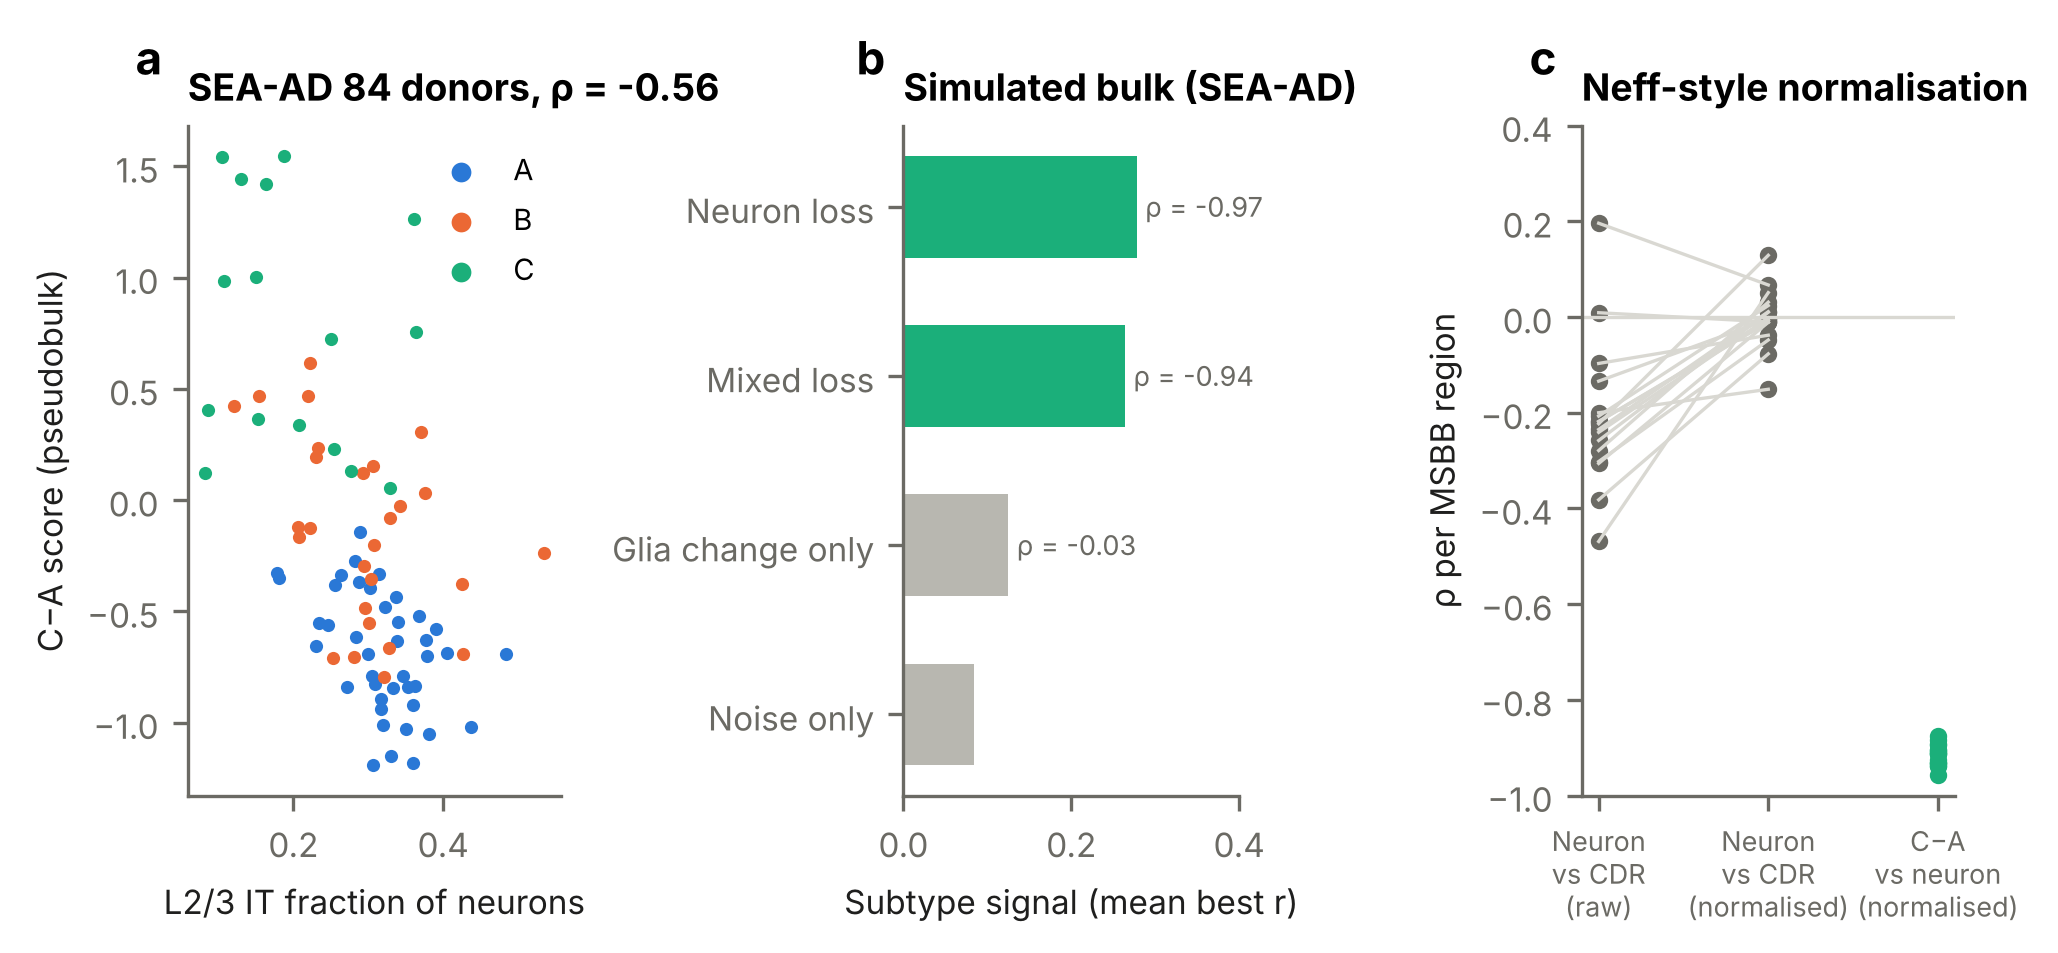 a
SEA-AD 84 donors, ρ = -0.56
C−A score (pseudobulk)
1.5
1.0
0.5
0.0
−0.5
−1.0
A
B
C
0.2
0.4
L2/3 IT fraction of neurons
b
Simulated bulk (SEA-AD)
Neuron loss
ρ = -0.97
Mixed loss
ρ = -0.94
Glia change only
ρ = -0.03
Noise only
0.0
0.2
0.4
Subtype signal (mean best r)
c
Neff-style normalisation
ρ per MSBB region
0.4
0.2
0.0
−0.2
−0.4
−0.6
−0.8
−1.0
Neuron
vs CDR
(raw)
Neuron
vs CDR
(normalised)
C−A
vs neuron
(normalised)